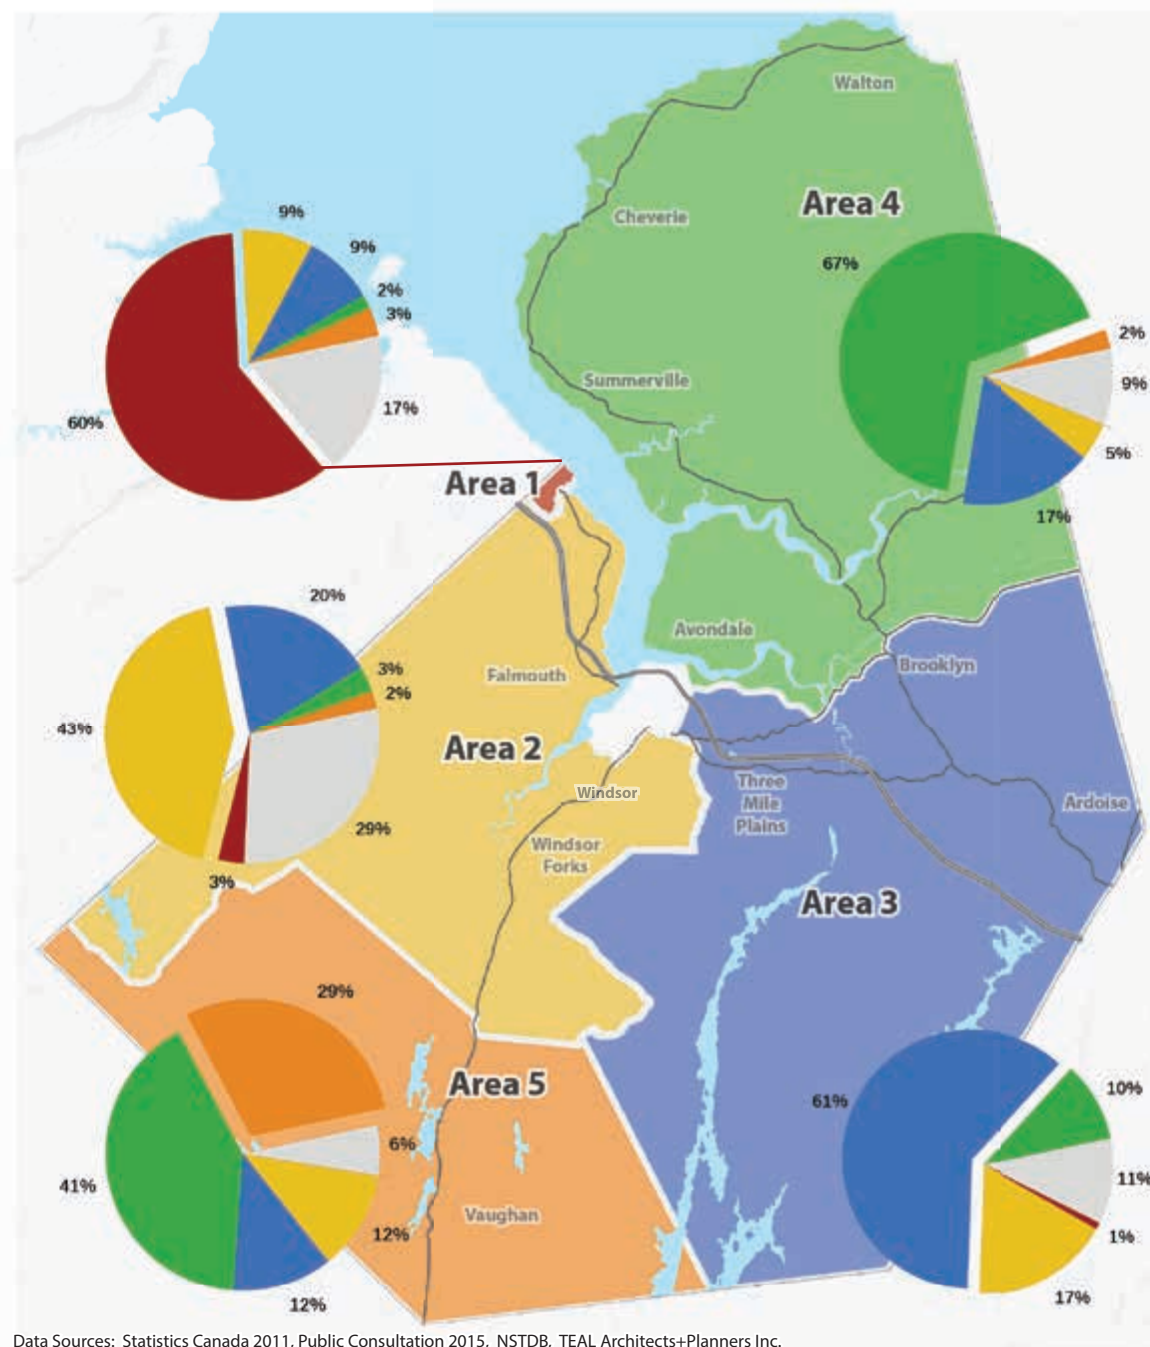 Walton
Area 4
Cheverie
67%
9%
9%
2%
3%
17%
60%
2%
9%
5%
17%
Summerville
Area 1
20%
3%
2%
43%
29%
3%
Avondale
Falmouth
Brooklyn
Area 2
Windsor
Three
Mile
Plains
Ardoise
Windsor
Forks
Area 3
29%
Area 5
41%
6%
12%
12%
Vaughan
61%
10%
11%
1%
17%
Data Sources: Statistics Canada 2011, Public Consultation 2015, NSTDB, TEAL Architects+Planners Inc.